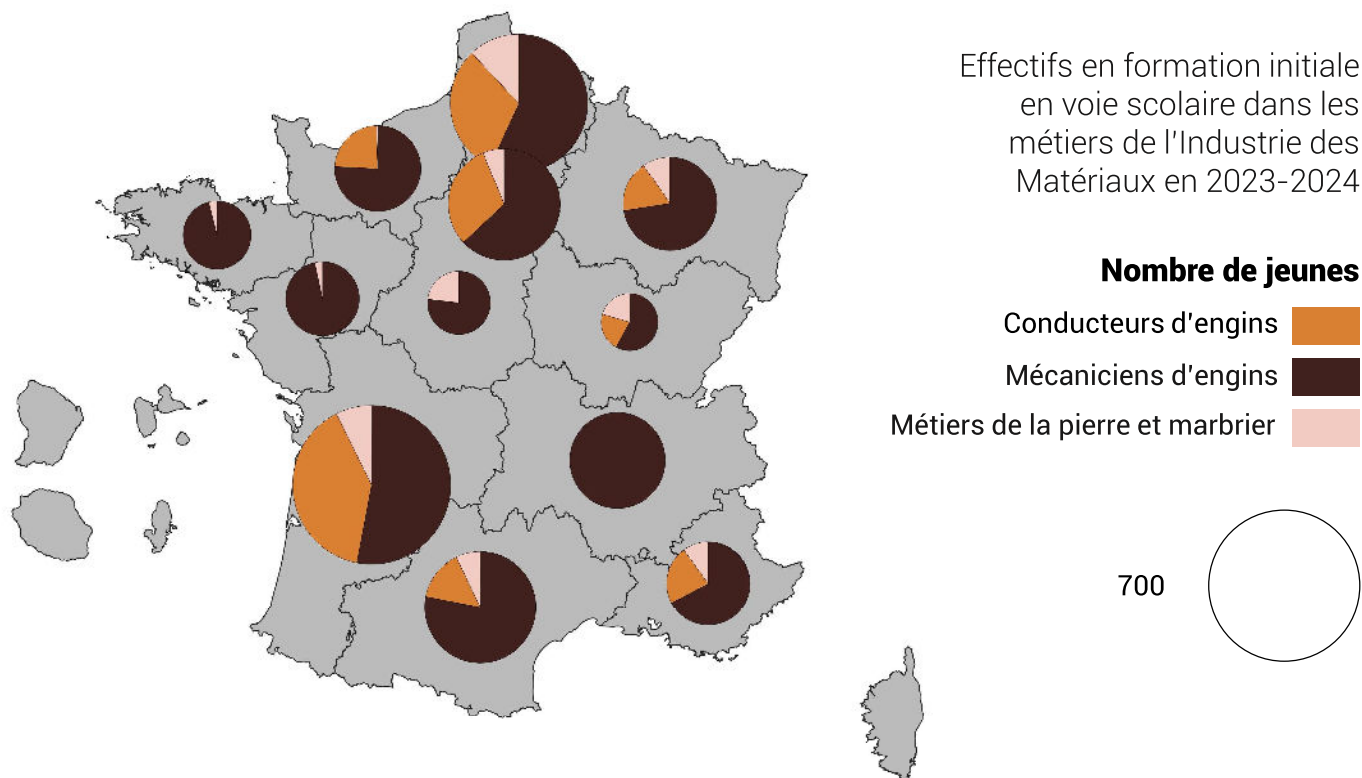 Effectifs en formation initiale
en voie scolaire dans les
métiers de l'Industrie des
Matériaux en 2023-2024
Nombre de jeunes
Conducteurs d'engins
Mécaniciens d'engins
Métiers de la pierre et marbrier
700